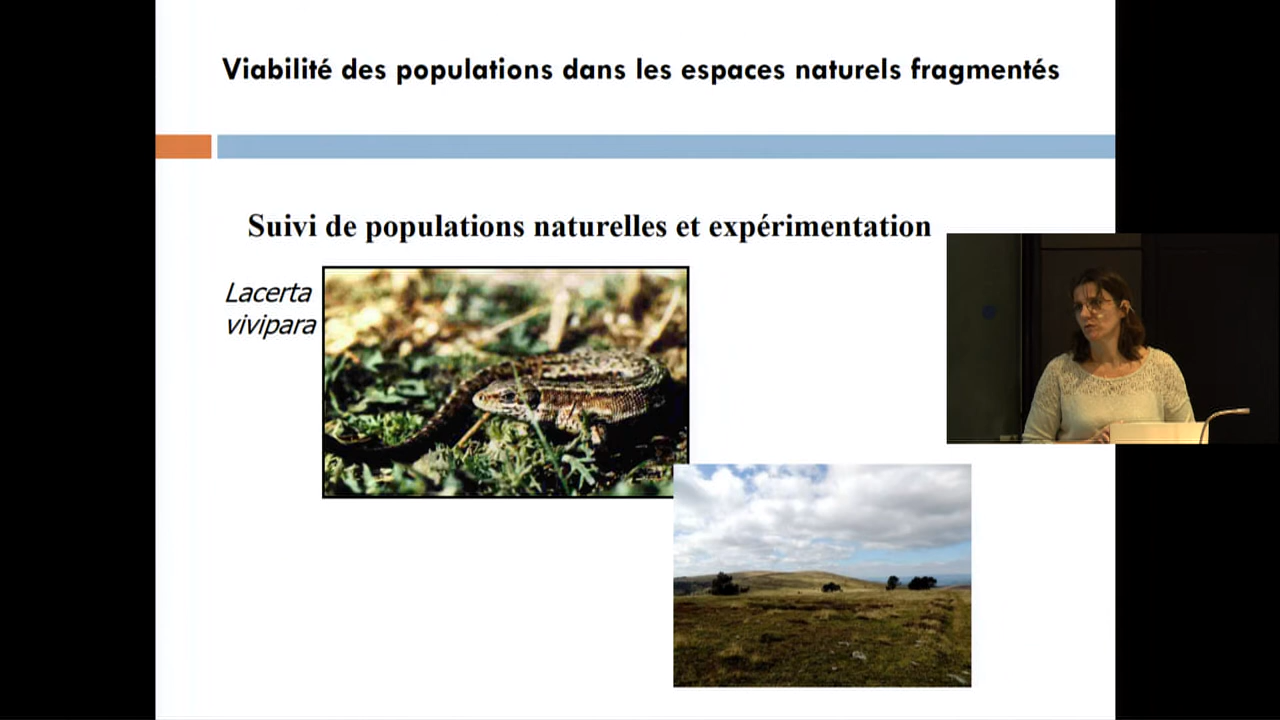 Viabilité des populations dans les espaces naturels fragmentés
Suivi de populations naturelles et expérimentation
Lacerta
vivipara